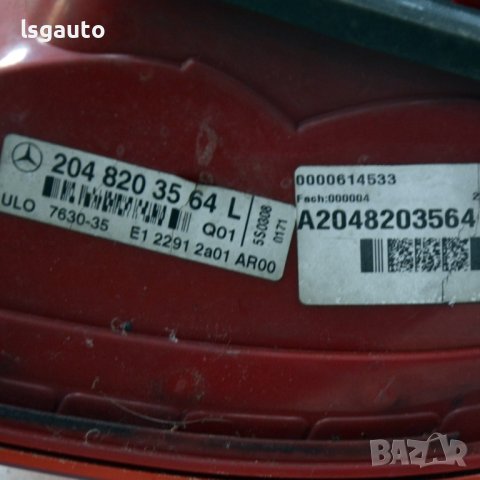 lsgauto
204 820 35 64 L
Q01
5S0808
0171
ULO 7630-35 E1 2291 2a01 AR00
0000614533
Fach:000004 2
A2048203564
BAZAR